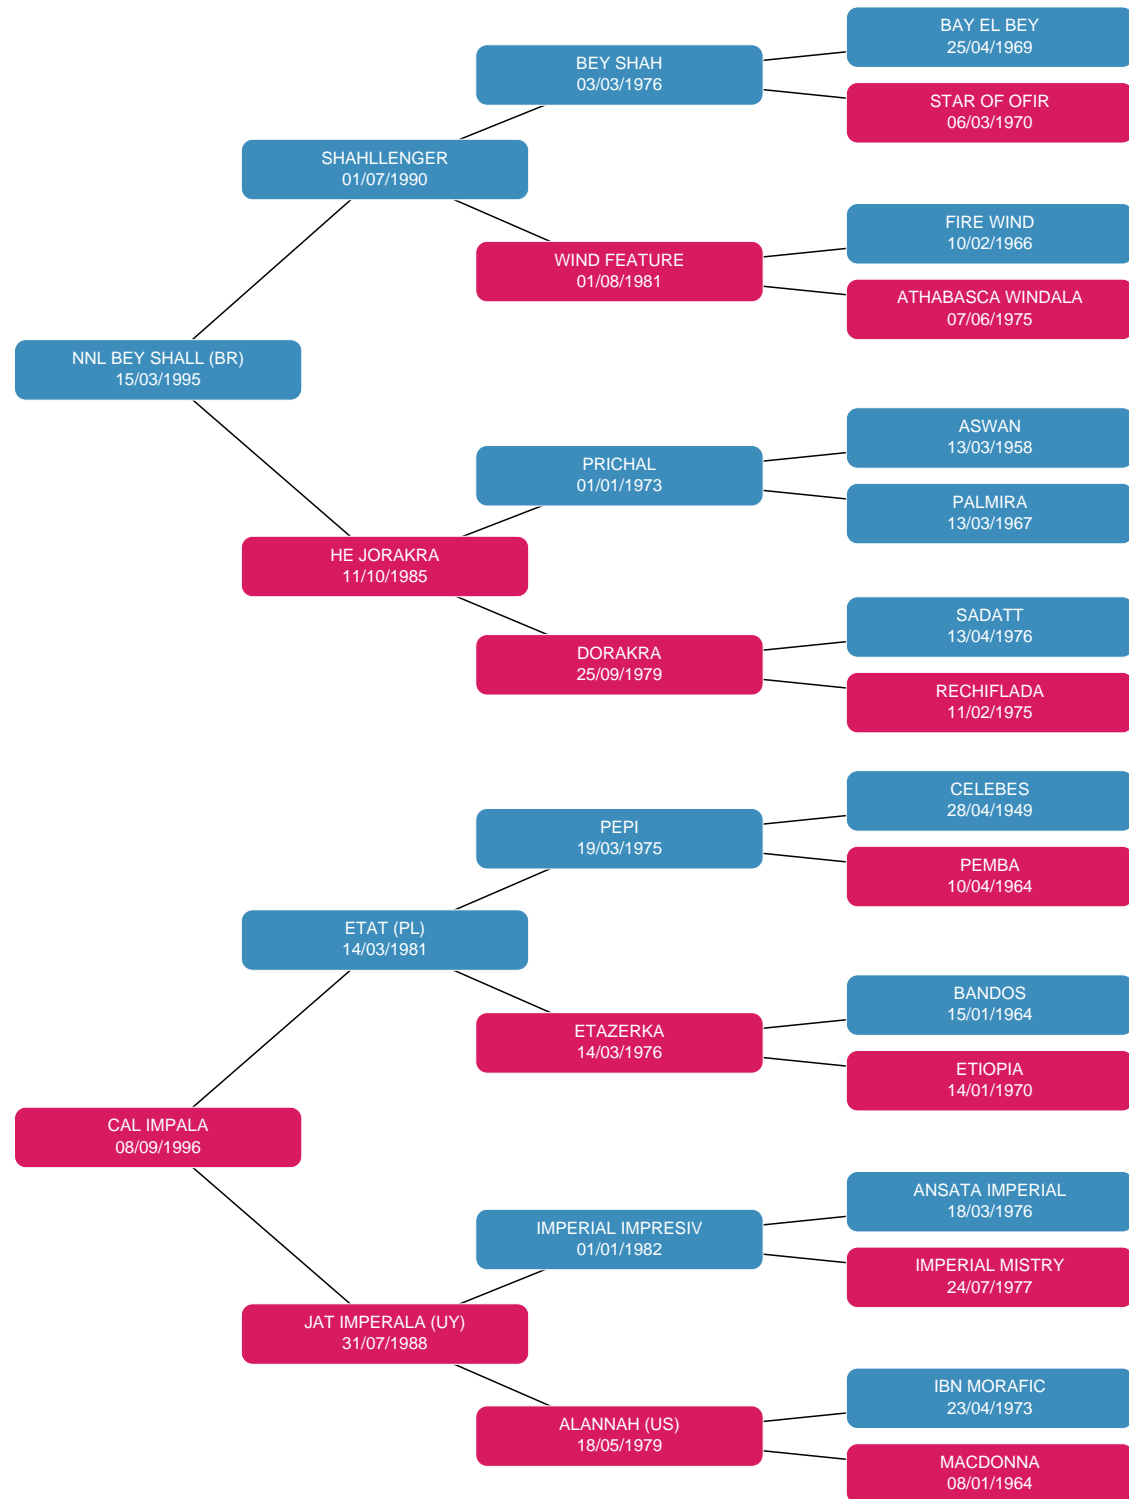 BAY EL BEY
25/04/1969
BEY SHAH
03/03/1976
STAR OF OFIR
06/03/1970
SHAHLLENGER
01/07/1990
FIRE WIND
10/02/1966
WIND FEATURE
01/08/1981
ATHABASCA WINDALA
07/06/1975
NNL BEY SHALL (BR)
15/03/1995
ASWAN
13/03/1958
PRICHAL
01/01/1973
PALMIRA
13/03/1967
HE JORAKRA
11/10/1985
SADATT
13/04/1976
DORAKRA
25/09/1979
RECHIFLADA
11/02/1975
CELEBES
28/04/1949
PEPI
19/03/1975
PEMBA
10/04/1964
ETAT (PL)
14/03/1981
BANDOS
15/01/1964
ETAZERKA
14/03/1976
ETIOPIA
14/01/1970
CAL IMPALA
08/09/1996
ANSATA IMPERIAL
18/03/1976
IMPERIAL IMPRESIV
01/01/1982
IMPERIAL MISTRY
24/07/1977
JAT IMPERALA (UY)
31/07/1988
IBN MORAFIC
23/04/1973
ALANNAH (US)
18/05/1979
MACDONNA
08/01/1964